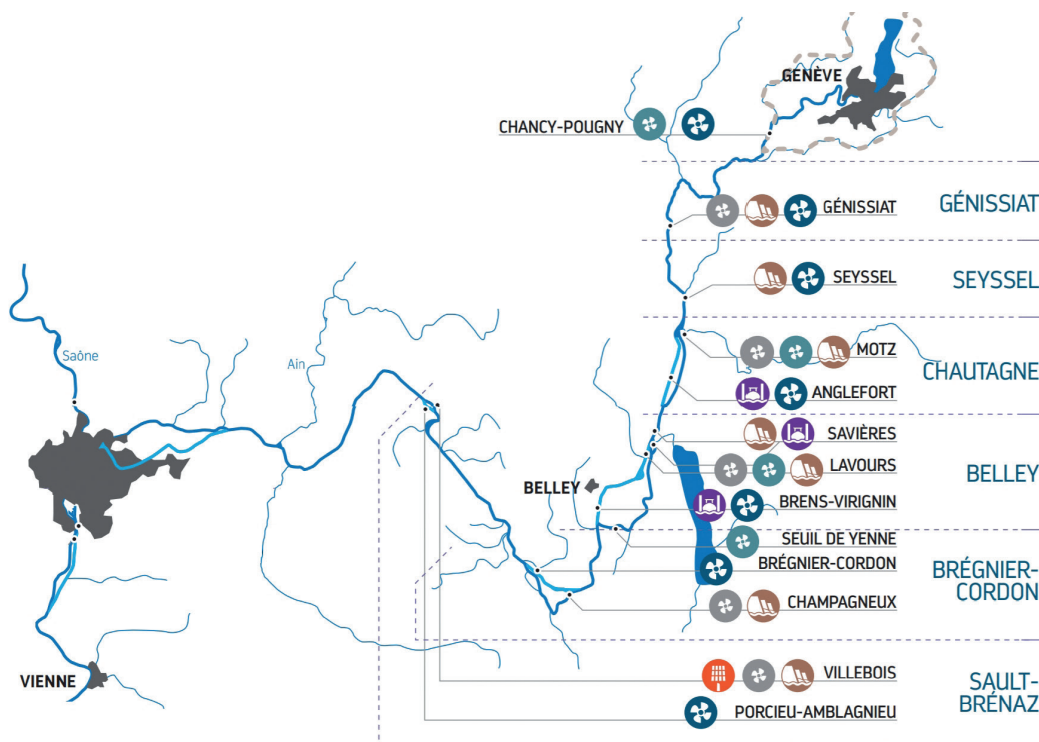 GENÈVE
CHANCY-POUGNY
GÉNISSIAT
GÉNISSIAT
SEYSSEL
SEYSSEL
Saône
Ain
MOTZ
CHAUTAGNE
ANGLEFORT
SAVIÈRES
LAVOURS
BELLEY
BELLEY
BRENS-VIRIGNIN
SEUIL DE YENNE
BRÉGNIER-CORDON
BRÉGNIER-
CORDON
CHAMPAGNEUX
VIENNE
VILLEBOIS
SAULT-
BRÉNAZ
PORCIEU-AMBLAGNIEU